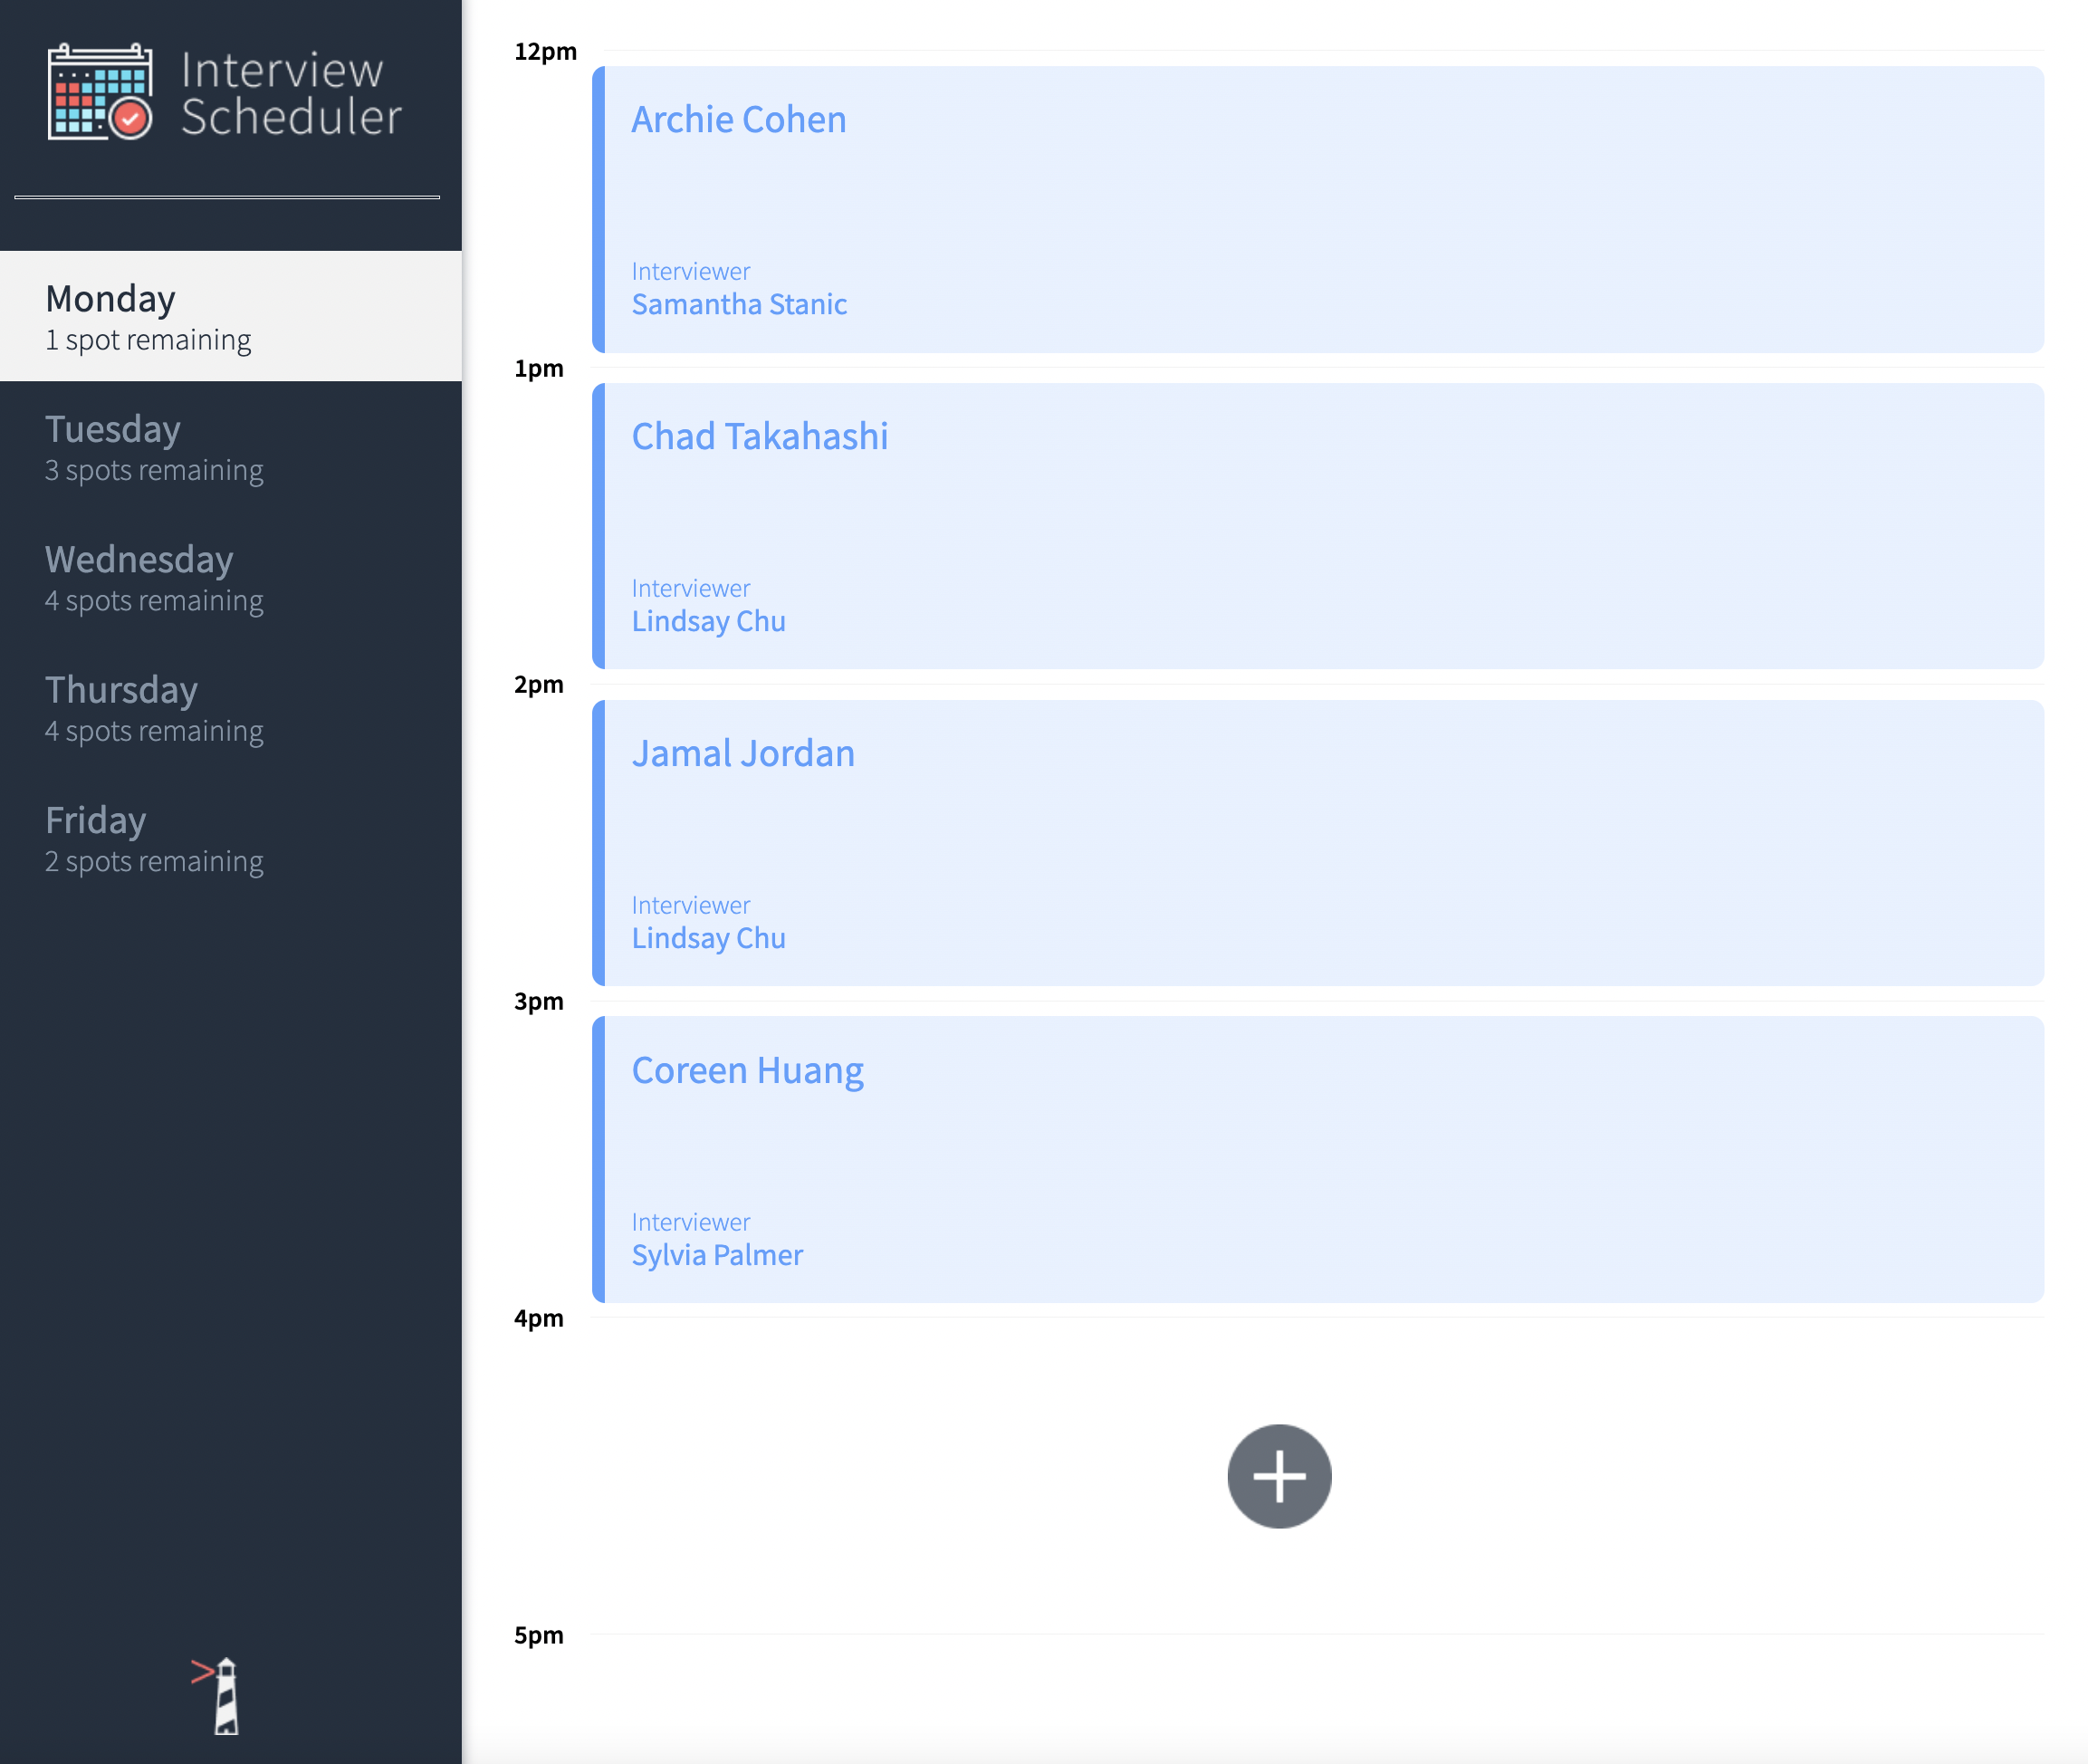 Interview
Scheduler
Monday
1 spot remaining
Tuesday
3 spots remaining
Wednesday
4 spots remaining
Thursday
4 spots remaining
Friday
2 spots remaining
12pm
Archie Cohen
Interviewer
Samantha Stanic
1pm
Chad Takahashi
Interviewer
Lindsay Chu
2pm
Jamal Jordan
Interviewer
Lindsay Chu
3pm
Coreen Huang
Interviewer
Sylvia Palmer
4pm
5pm